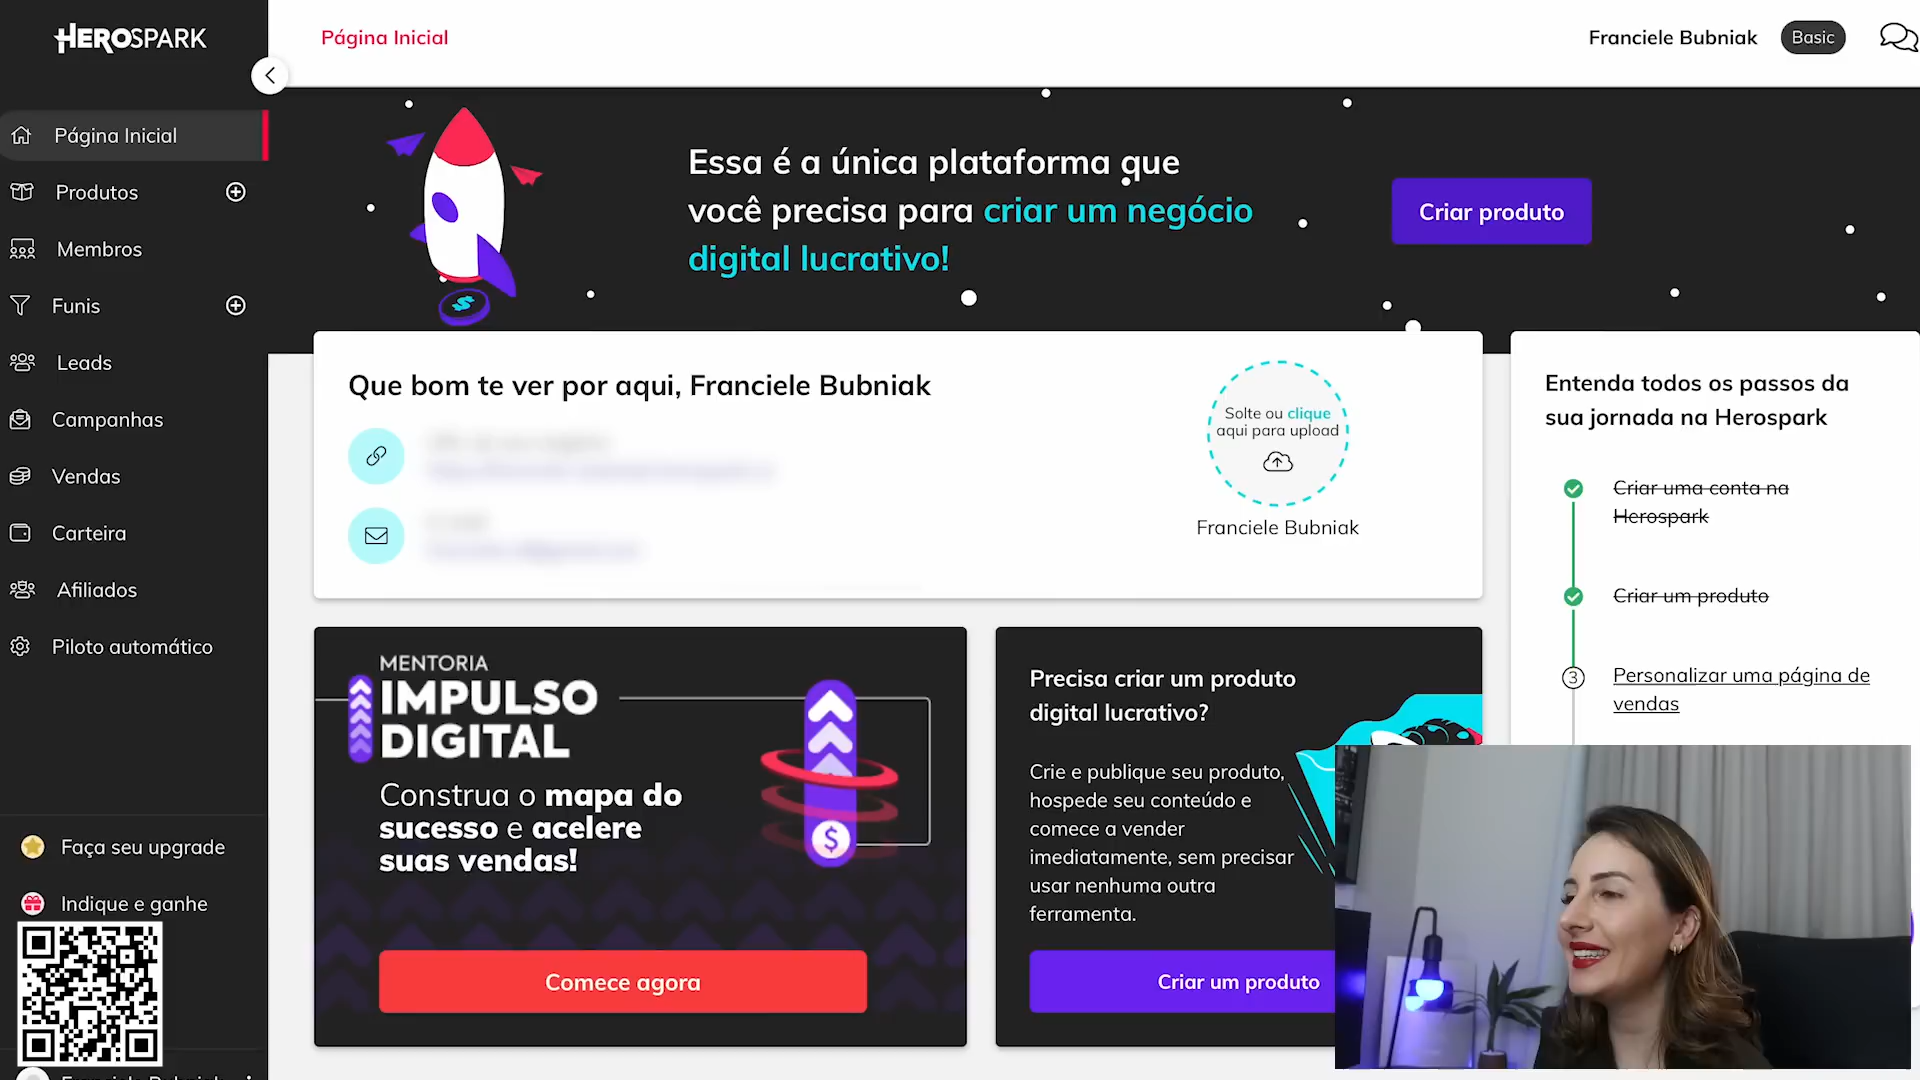 HEROSPARK
Página Inicial
Franciele Bubniak
Basic
Página Inicial
Produtos
Membros
Funis
Leads
Campanhas
Vendas
Carteira
Afiliados
Piloto automático
Faça seu upgrade
Indique e ganhe
Essa é a única plataforma que
você precisa para criar um negócio
digital lucrativo!
Criar produto
Que bom te ver por aqui, Franciele Bubniak
Solte ou clique
aqui para upload
Franciele Bubniak
Entenda todos os passos da
sua jornada na Herospark
Criar uma conta na
Herospark
Criar um produto
3
Personalizar uma página de
vendas
MENTORIA
IMPULSO
DIGITAL
Construa o mapa do
sucesso e acelere
suas vendas!
Comece agora
Precisa criar um produto
digital lucrativo?
Crie e publique seu produto,
hospede seu conteúdo e
comece a vender
imediatamente, sem precisar
usar nenhuma outra
ferramenta.
Criar um produto